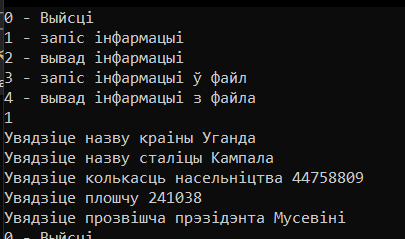 0 - Выйсці
1 - запіс інфармацыі
2 - вывад інфармацыі
3 - запіс інфармацыі ў файл
4 - вывад інфармацыі з файла
1
Увядзіце назву краіны Уганда
Увядзіце назву сталіцы Кампала
Увядзіце колькасць насельніцтва 44758809
Увядзіце плошчу 241038
Увядзіце прозвішча прэзідэнта Мусевіні
0 - Выйсці